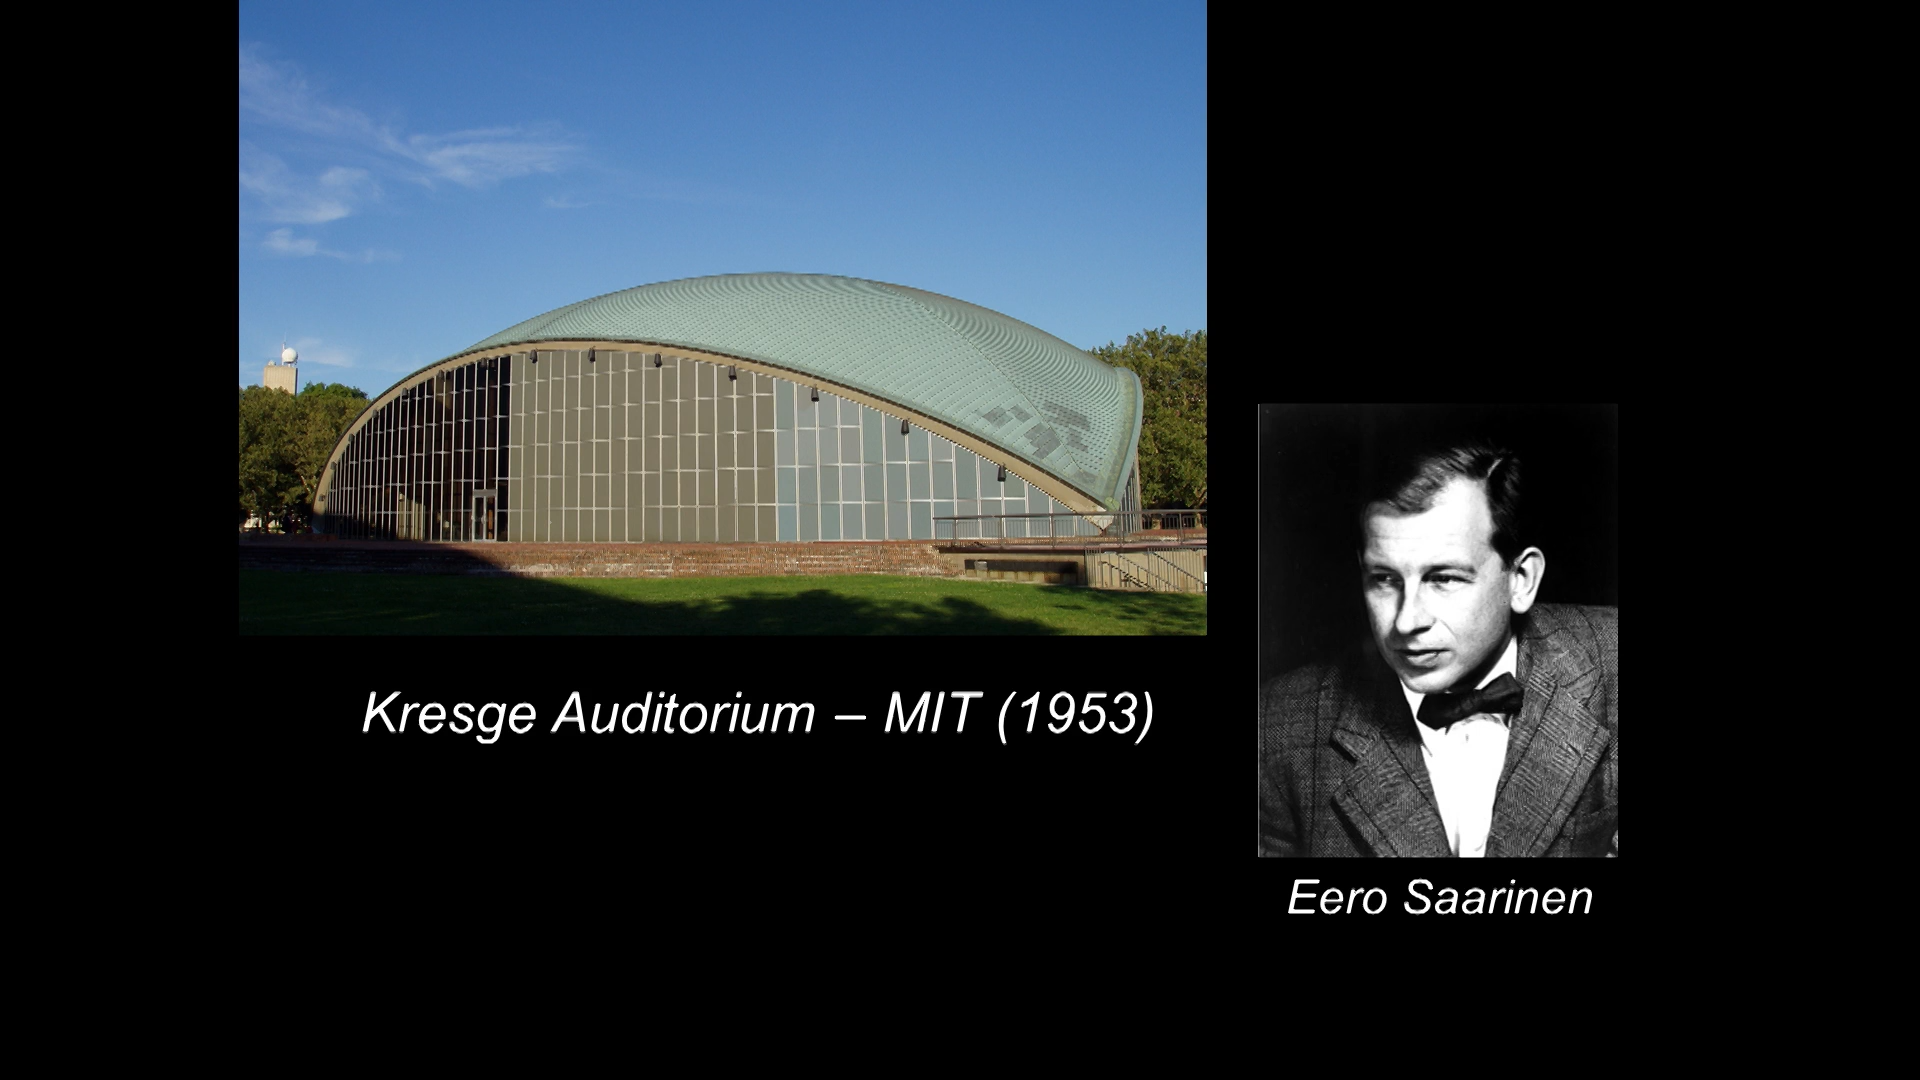 Kresge Auditorium – MIT (1953)
Eero Saarinen